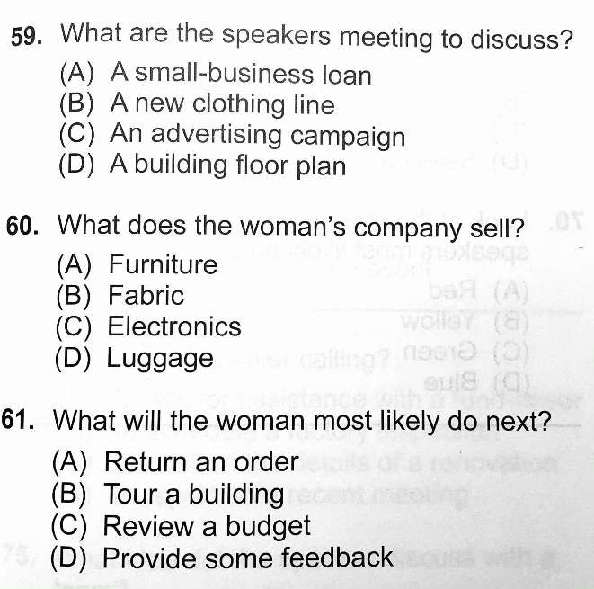 59. What are the speakers meeting to discuss?
(A) A small-business loan
(B) A new clothing line
(C) An advertising campaign
(D) A building floor plan
60. What does the woman's company sell?
(A) Furniture
(B) Fabric
(C) Electronics
(D) Luggage
61. What will the woman most likely do next?
(A) Return an order
(B) Tour a building
(C) Review a budget
(D) Provide some feedback